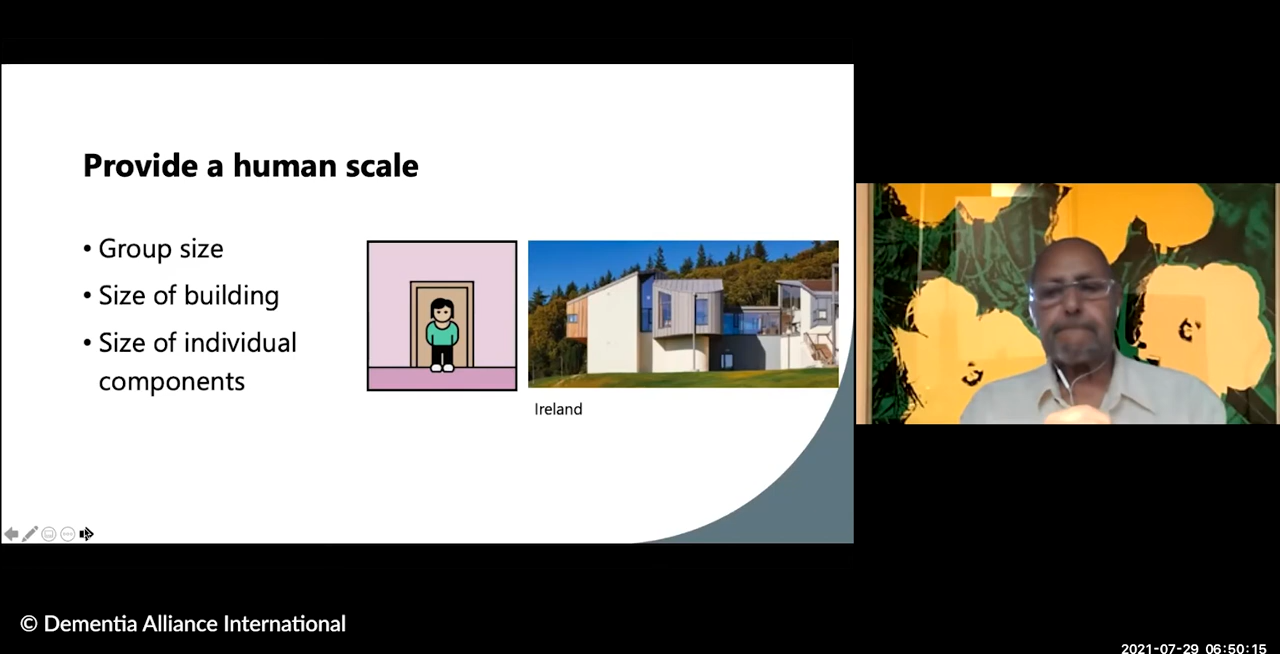 Provide a human scale
• Group size
• Size of building
• Size of individual
components
Ireland
© Dementia Alliance International
2021-07-29 06:50:15